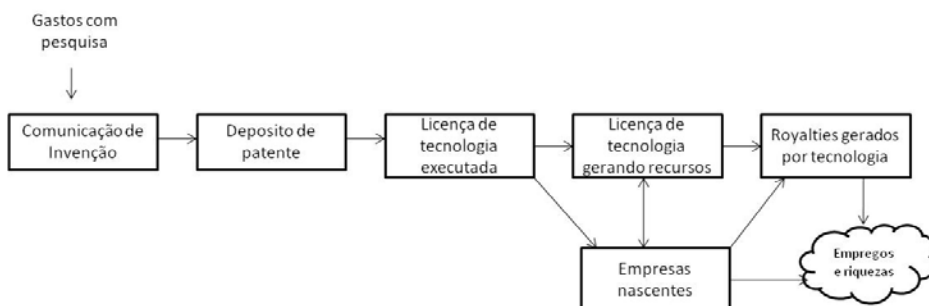 Gastos com
pesquisa
Comunicação de
Invenção
Deposito de
patente
Licença de
tecnologia
executada
Licença de
tecnologia
gerando recursos
Royalties gerados
por tecnologia
Empresas
nascentes
Empregos
e riquezas